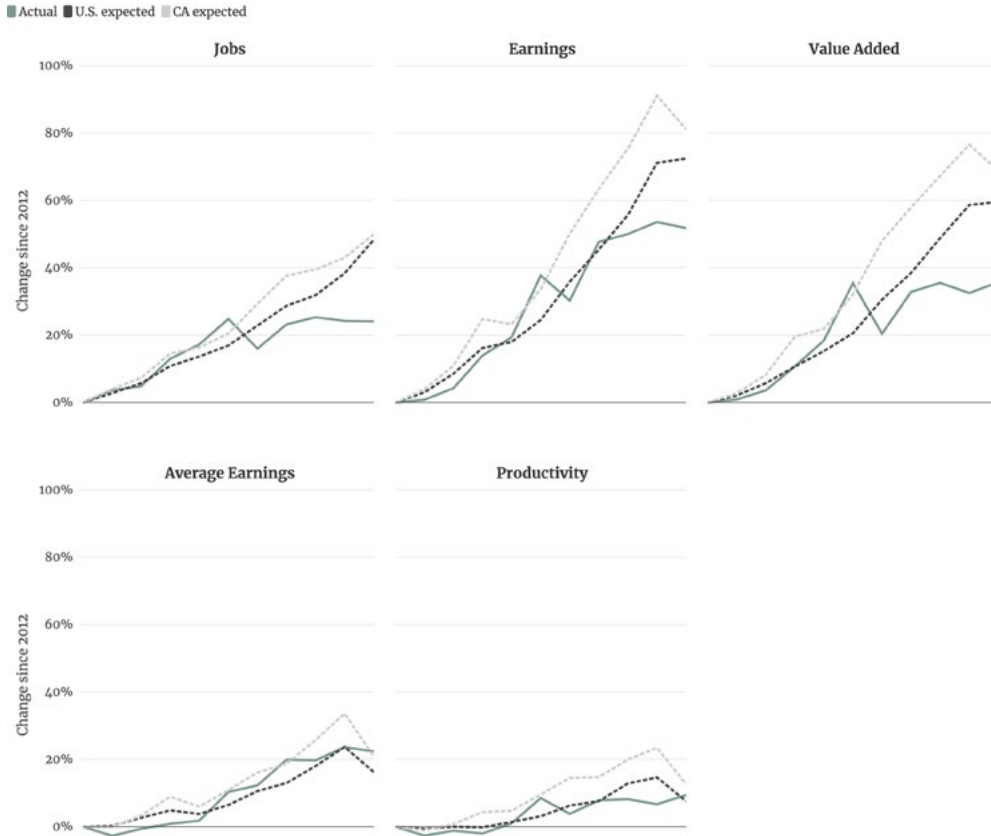 Actual U.S. expected CA expected
Jobs
Earnings
Value Added
100%
80%
60%
40%
20%
0%
Change since 2012
Average Earnings
Productivity
100%
80%
60%
40%
20%
0%
Change since 2012